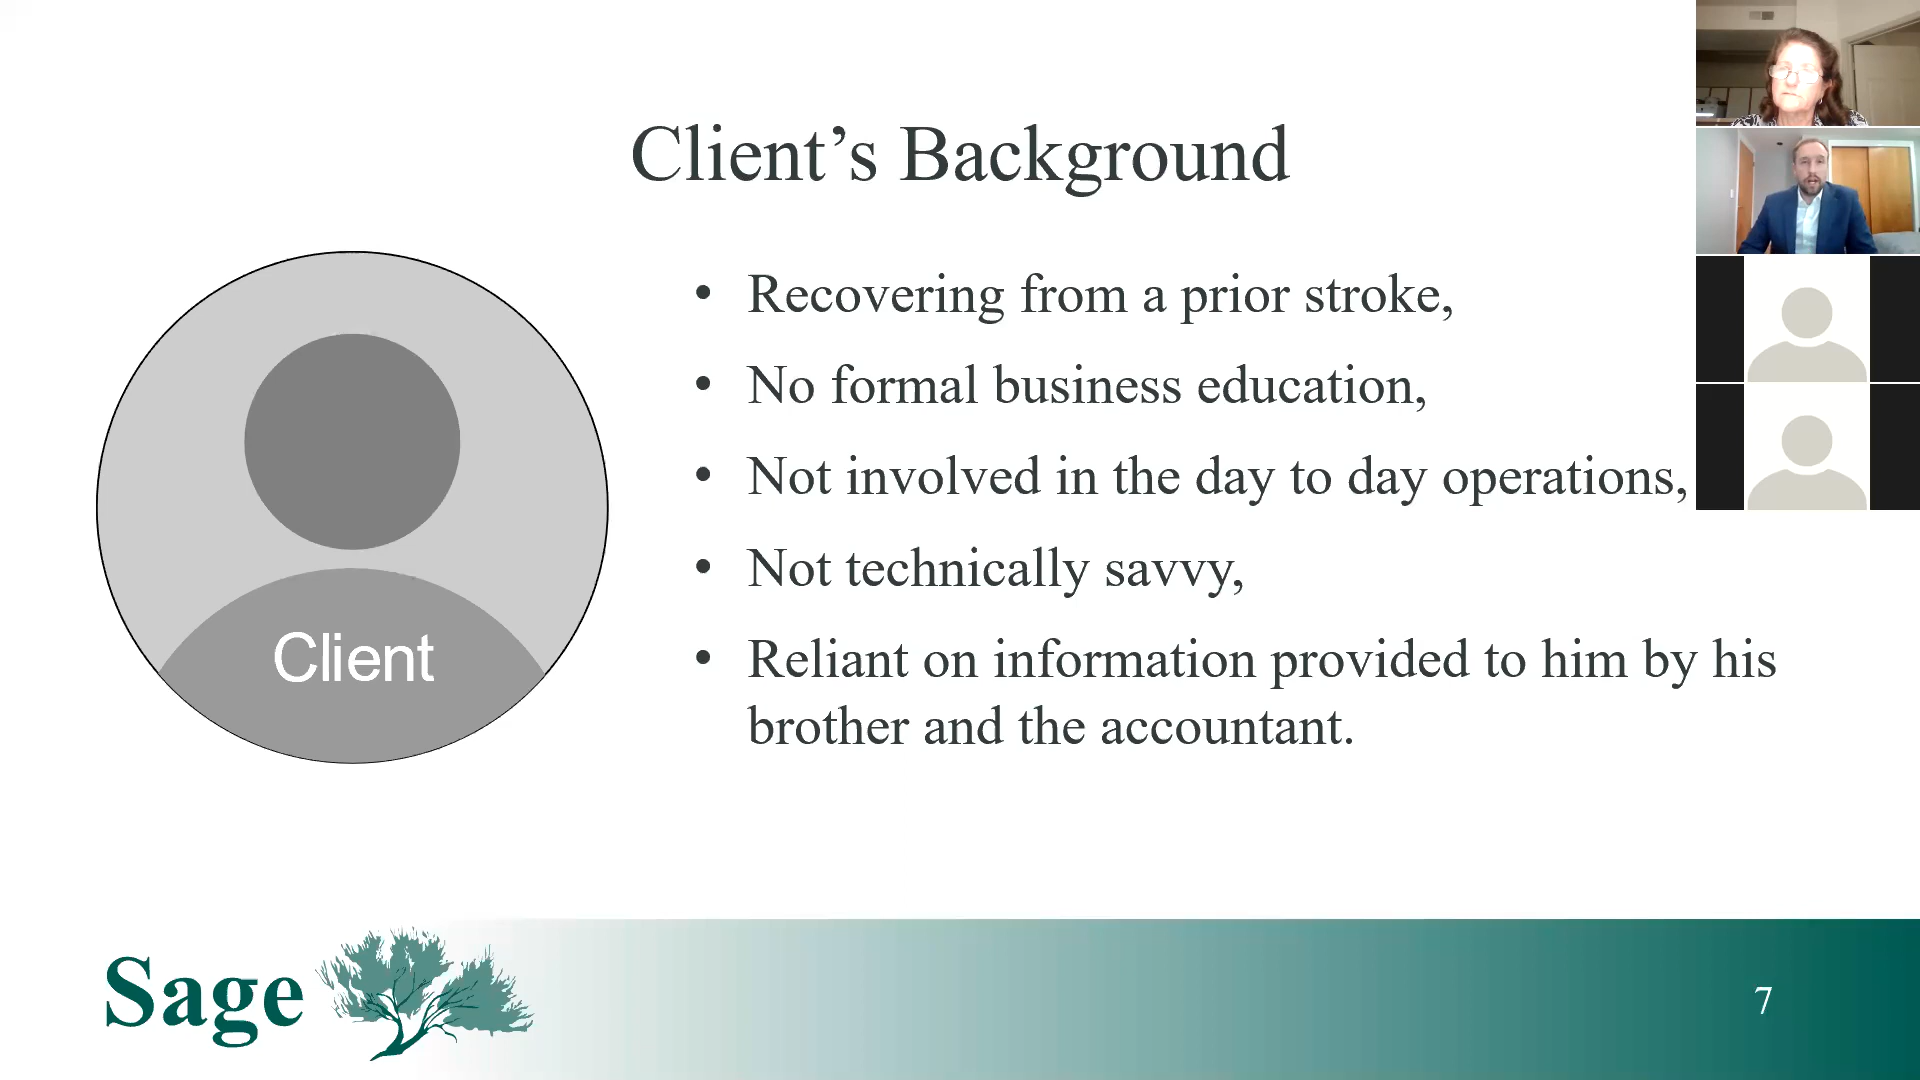 Client’s Background
• Recovering from a prior stroke,
• No formal business education,
• Not involved in the day to day operations,
• Not technically savvy,
• Reliant on information provided to him by his
brother and the accountant.
Client
Sage
7